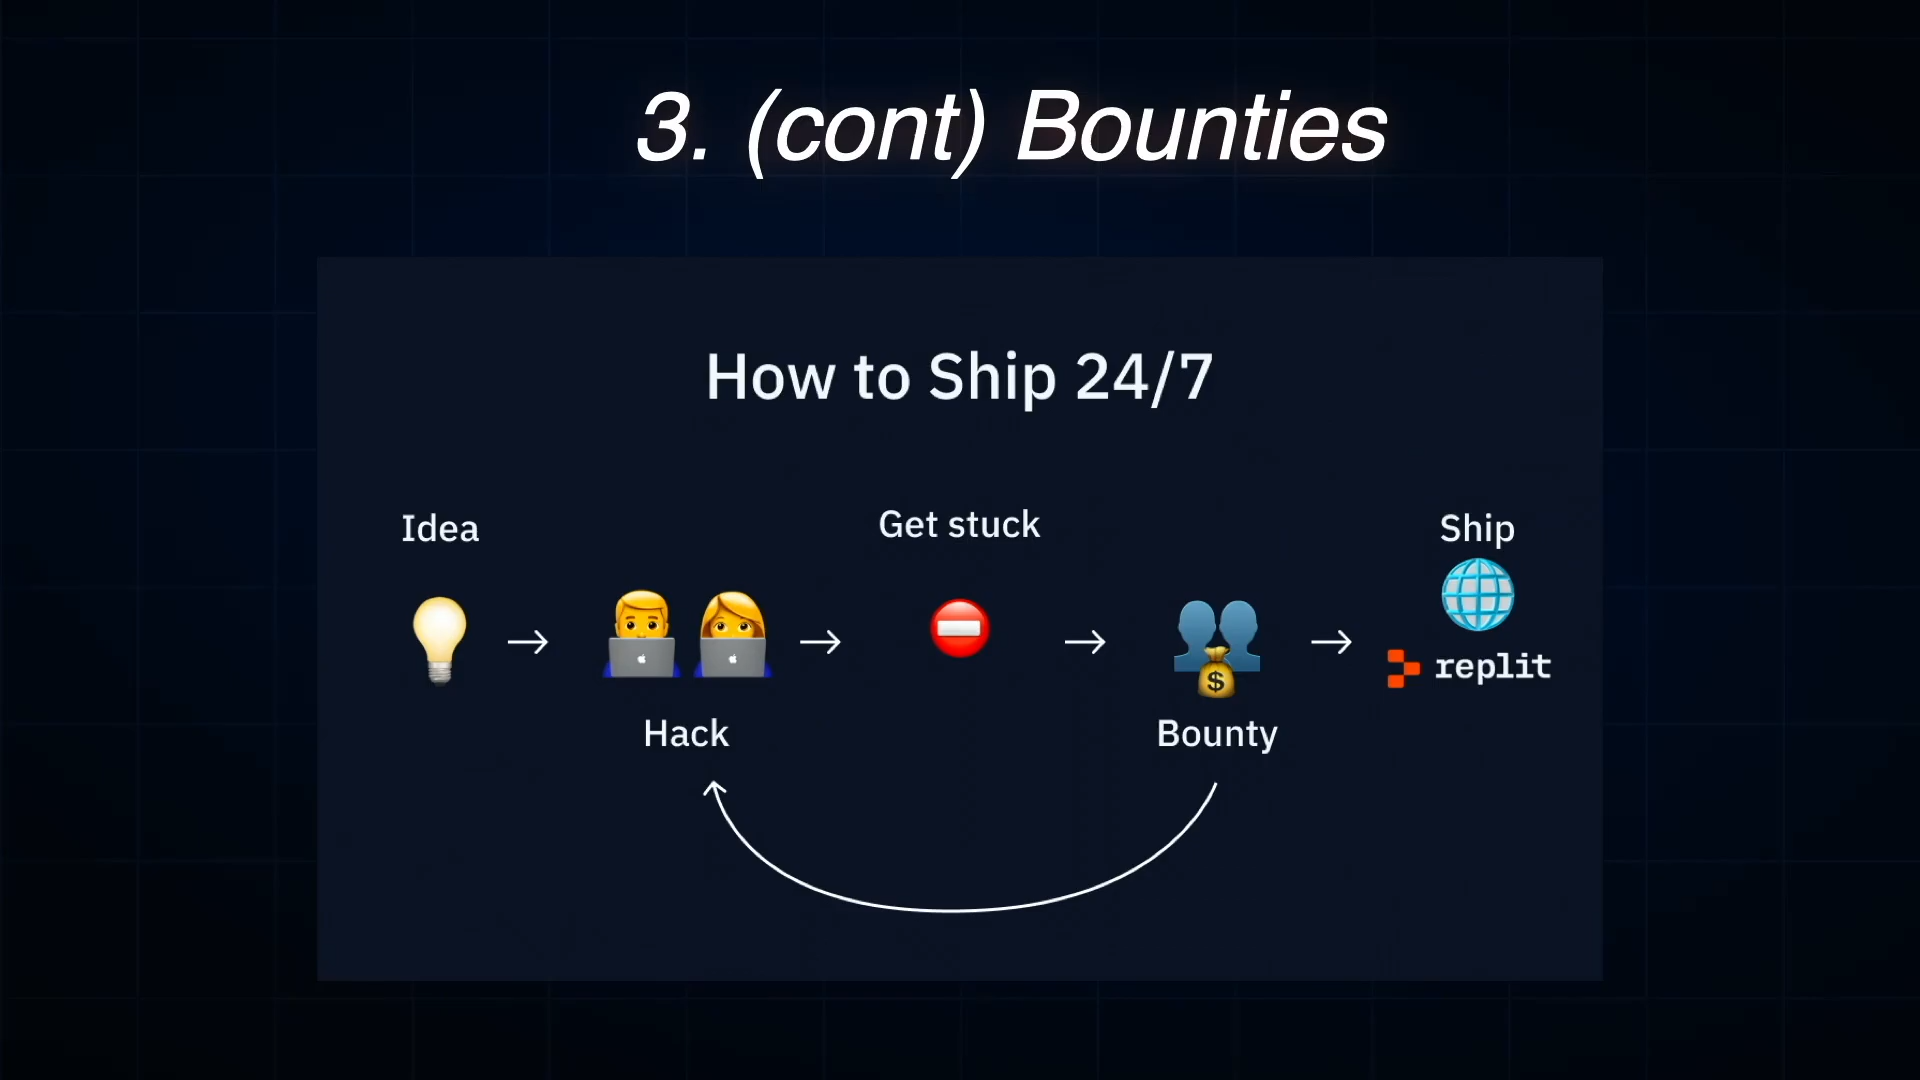 3. (cont) Bounties
How to Ship 24/7
Idea
Get stuck
Ship
$
replit
Hack
Bounty